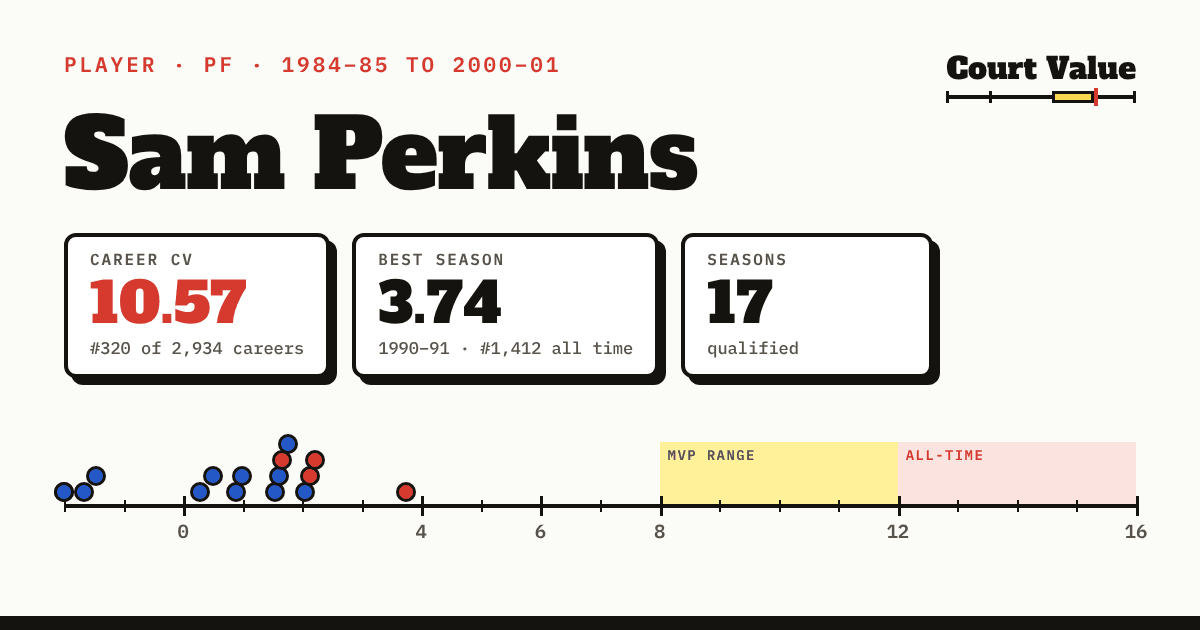 PLAYER · PF · 1984–85 TO 2000–01
Court Value
Sam Perkins
CAREER CV
10.57
#320 of 2,934 careers
BEST SEASON
3.74
1990–91 · #1,412 all time
SEASONS
17
qualified
MVP RANGE
ALL-TIME
0 4 6 8 12 16